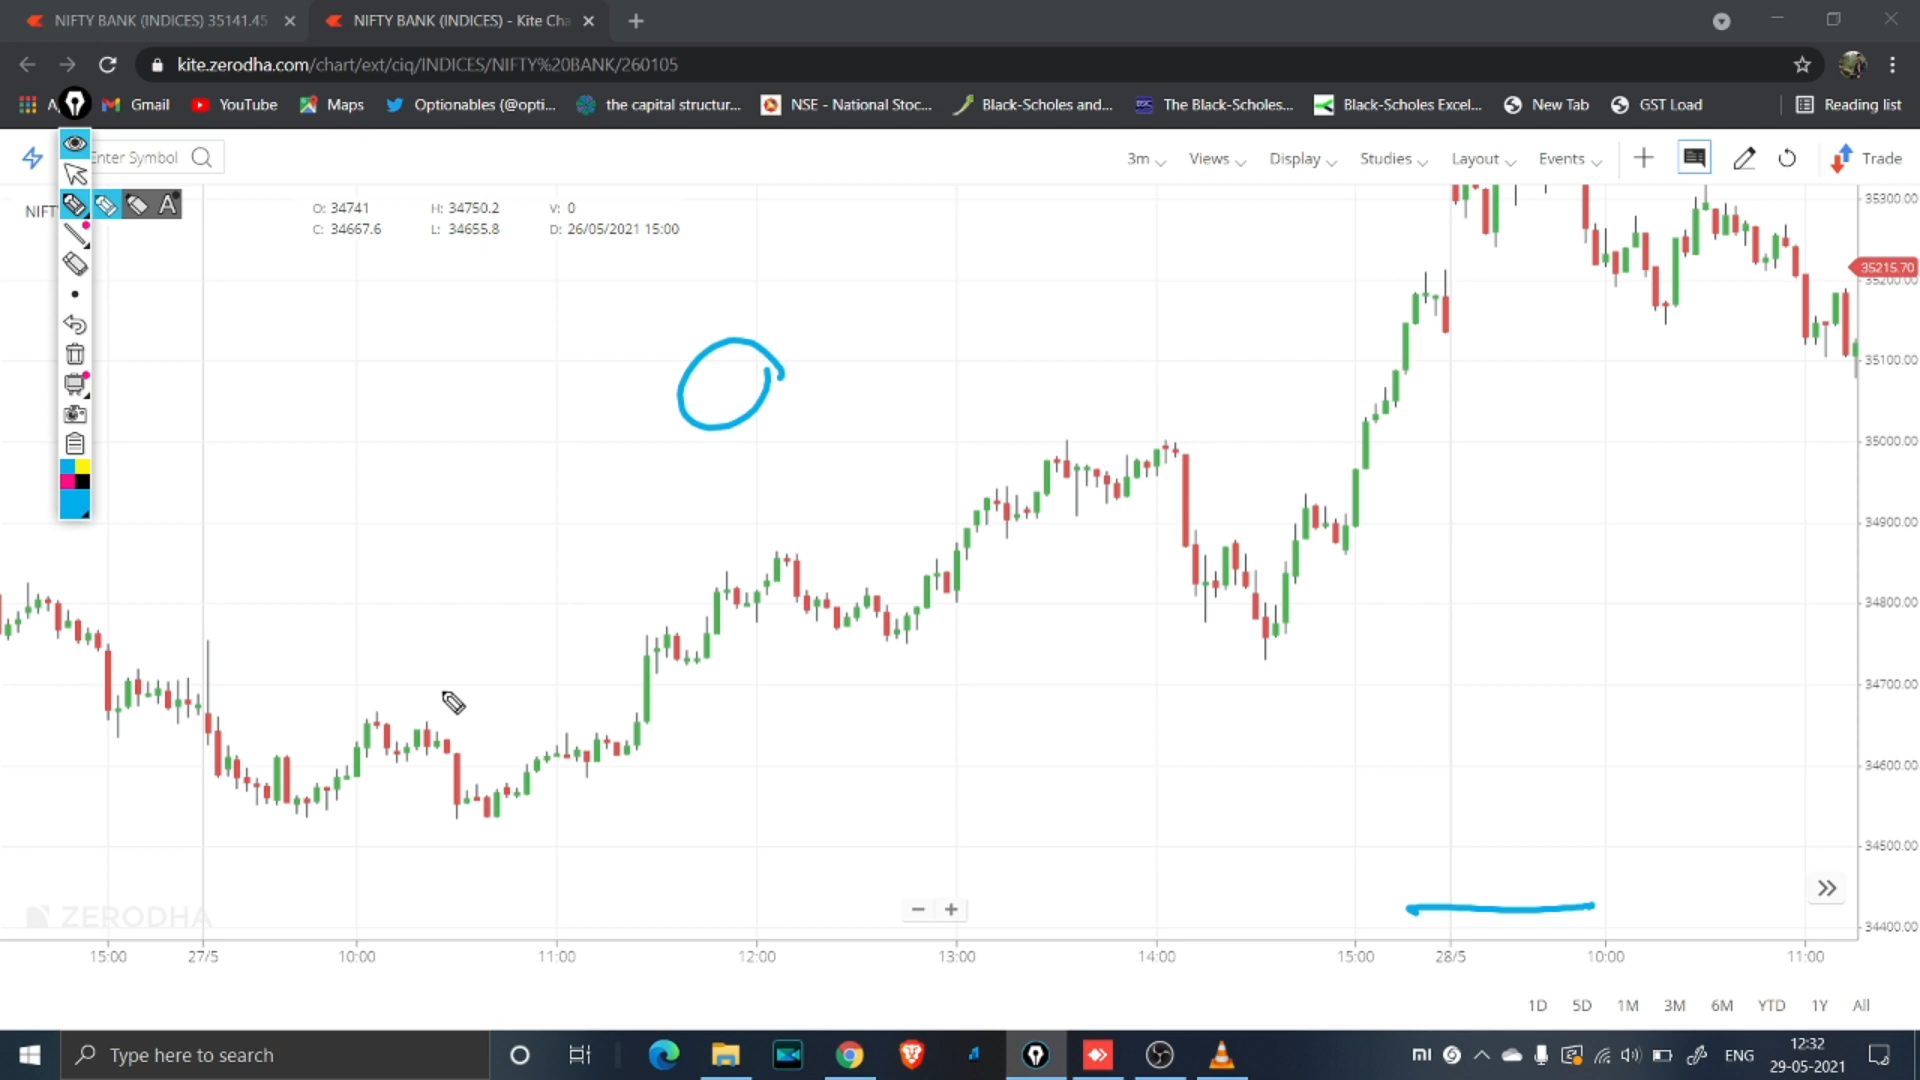 NIFTY BANK (INDICES) 35141.45
NIFTY BANK (INDICES) - Kite Cha
kite.zerodha.com/chart/ext/ciq/INDICES/NIFTY%20BANK/260105
Gmail YouTube Maps Optionables (@opti... the capital structur... NSE - National Stoc... Black-Scholes and... The Black-Scholes... Black-Scholes Excel... New Tab GST Load Reading list
Enter Symbol 3m Views Display Studies Layout Events Trade
NIFT
O: 34741 H: 34750.2 V: 0
C: 34667.6 L: 34655.8 D: 26/05/2021 15:00
A
35300.00
35215.70
35200.00
35100.00
35000.00
34900.00
34800.00
34700.00
34600.00
34500.00
34400.00
ZERODHA
15:00 27/5 10:00 11:00 12:00 13:00 14:00 15:00 28/5 10:00 11:00
1D 5D 1M 3M 6M YTD 1Y All
Type here to search
ENG
12:32
29-05-2021